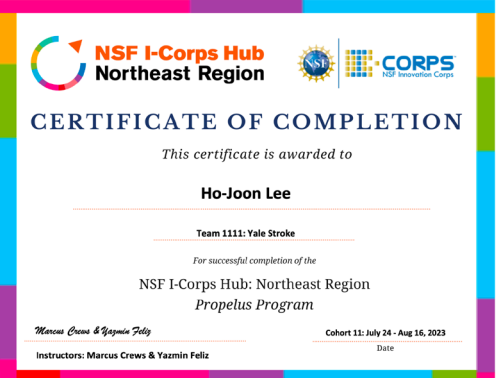 NSF I-Corps Hub
Northeast Region
NSF
CORPS™
NSF Innovation Corps
CERTIFICATE OF COMPLETION
This certificate is awarded to
Ho-Joon Lee
Team 1111: Yale Stroke
For successful completion of the
NSF I-Corps Hub: Northeast Region
Propelus Program
Marcus Crews & Yazmin Feliz
Cohort 11: July 24 - Aug 16, 2023
Date
Instructors: Marcus Crews & Yazmin Feliz